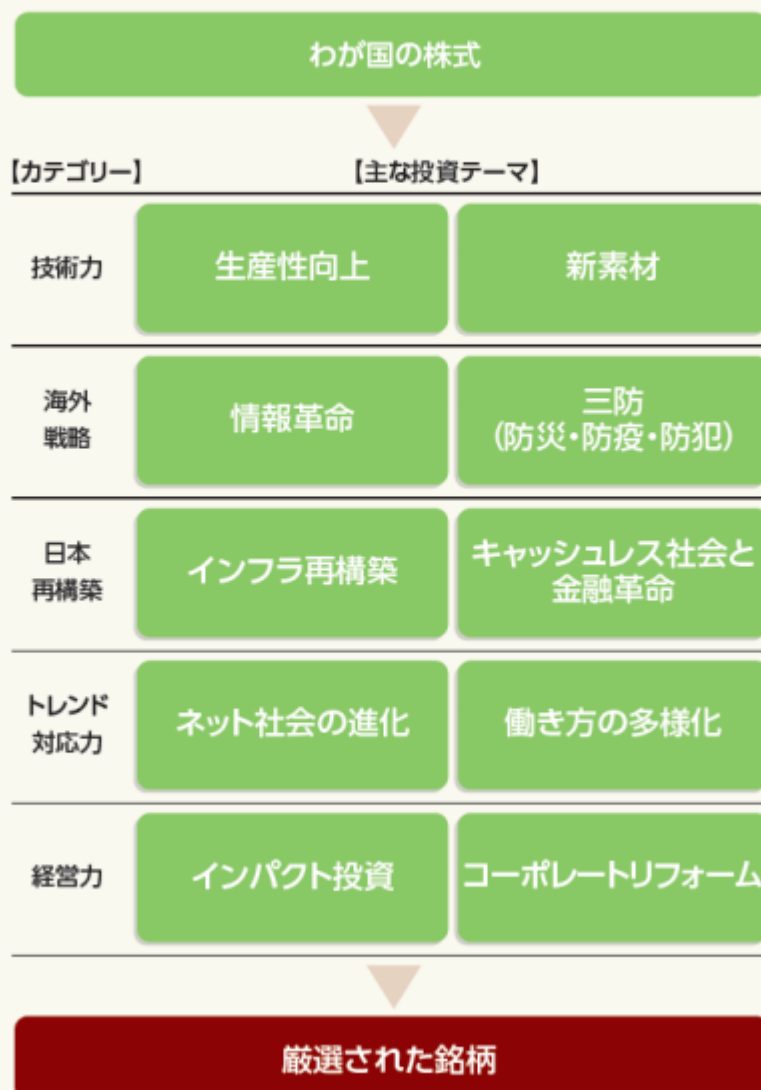 わが国の株式
【カテゴリー】 【主な投資テーマ】
技術力 生産性向上 新素材
海外
戦略
情報革命
三防
(防災・防疫・防犯)
日本
再構築
インフラ再構築
キャッシュレス社会と
金融革命
トレンド
対応力
ネット社会の進化 働き方の多様化
経営力 インパクト投資 コーポレートリフォーム
厳選された銘柄